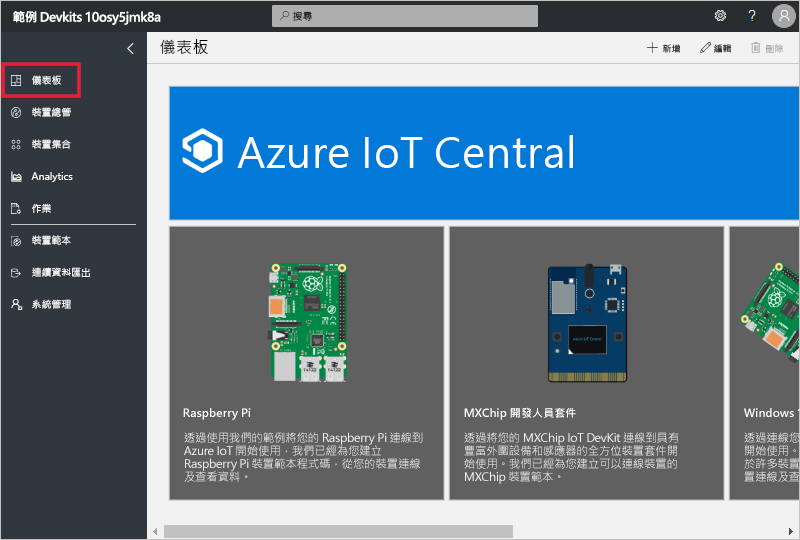 範例 Devkits 10osy5jmk8a
搜尋
?
儀表板
裝置總管
裝置集合
Analytics
作業
裝置範本
連續資料匯出
系統管理
儀表板
新增
編輯
刪除
Azure IoT Central
Raspberry Pi
透過使用我們的範例將您的 Raspberry Pi 連線到
Azure IoT 開始使用，我們已經為您建立
Raspberry Pi 裝置範本程式碼，從您的裝置連線
及查看資料。
Azure IoT Central
MXChip 開發人員套件
透過將您的 MXChip IoT DevKit 連線到具有
豐富外圍設備和感應器的全方位裝置套件開
始使用。我們已經為您建立可以連線裝置的
MXChip 裝置範本。
Windows
透過連線您
開始使用。
於許多裝置
置連線及查